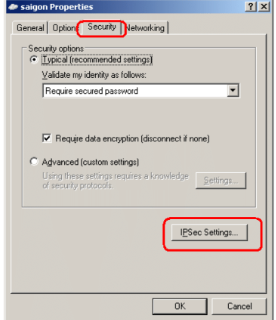 saigon Properties
General Options Security Networking
Security options
Typical (recommended settings)
Validate my identity as follows:
Require secured password
Require data encryption (disconnect if none)
Advanced (custom settings)
Using these settings requires a knowledge
of security protocols.
Settings...
IPSec Settings...
OK Cancel